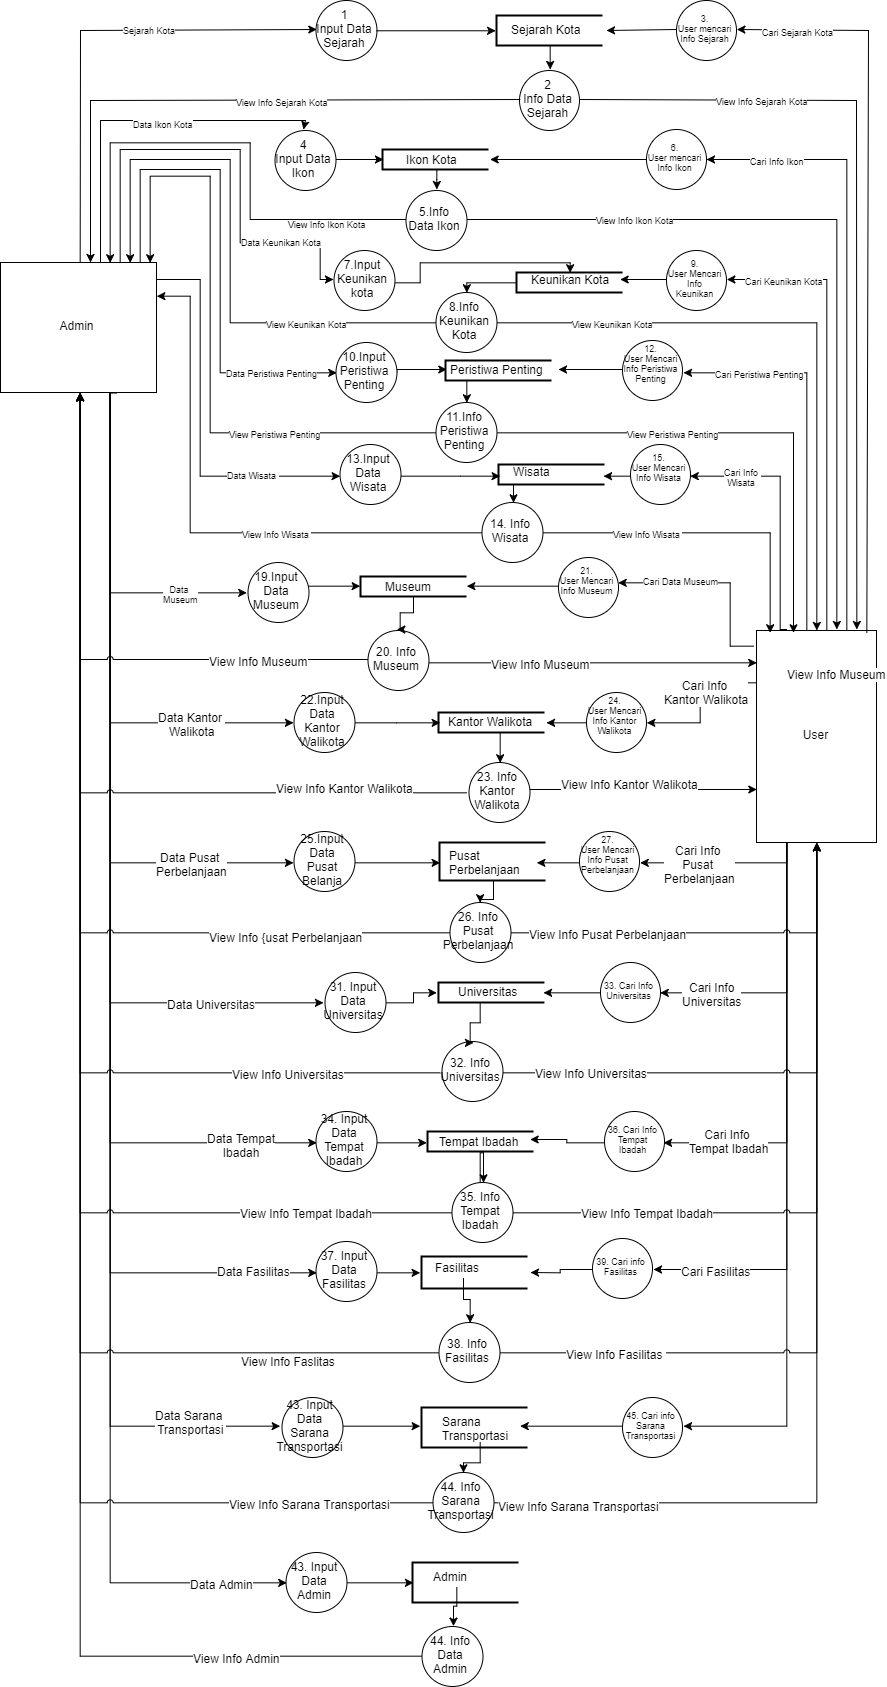 1
Input Data
Sejarah
Sejarah Kota
Sejarah Kota
3.
User mencari
Info Sejarah
Cari Sejarah Kota
2
Info Data
Sejarah
View Info Sejarah Kota
View Info Sejarah Kota
Data Ikon Kota
4
Input Data
Ikon
Ikon Kota
6.
User mencari
Info Ikon
Cari Info Ikon
5.Info
Data Ikon
View Info Ikon Kota
View Info Ikon Kota
Data Keunikan Kota
7.Input
Keunikan
kota
Keunikan Kota
9.
User Mencari
Info
Keunikan
Cari Keunikan Kota
Admin
8.Info
Keunikan
Kota
View Keunikan Kota
View Keunikan Kota
10.Input
Peristiwa
Penting
Data Peristiwa Penting
Peristiwa Penting
12.
User Mencari
Info Peristiwa
Penting
Cari Peristiwa Penting
11.Info
Peristiwa
Penting
View Peristiwa Penting
View Peristiwa Penting
13.Input
Data
Wisata
Data Wisata
Wisata
15.
User Mencari
Info Wisata
Cari Info
Wisata
14. Info
Wisata
View Info Wisata
View Info Wisata
19.Input
Data
Museum
Data
Museum
Museum
21.
User Mencari
Info Museum
Cari Data Museum
20. Info
Museum
View Info Museum
View Info Museum
View Info Museum
User
22.Input
Data
Kantor
Walikota
Data Kantor
Walikota
Kantor Walikota
24.
User Mencari
Info Kantor
Walikota
Cari Info
Kantor Walikota
23. Info
Kantor
Walikota
View Info Kantor Walikota
View Info Kantor Walikota
25.Input
Data
Pusat
Belanja
Data Pusat
Perbelanjaan
Pusat
Perbelanjaan
27.
User Mencari
Info Pusat
Perbelanjaan
Cari Info
Pusat
Perbelanjaan
26. Info
Pusat
Perbelanjaan
View Info {usat Perbelanjaan
View Info Pusat Perbelanjaan
31. Input
Data
Universitas
Data Universitas
Universitas
33. Cari Info
Universitas
Cari Info
Universitas
32. Info
Universitas
View Info Universitas
View Info Universitas
34. Input
Data
Tempat
Ibadah
Data Tempat
Ibadah
Tempat Ibadah
36. Cari Info
Tempat
Ibadah
Cari Info
Tempat Ibadah
35. Info
Tempat
Ibadah
View Info Tempat Ibadah
View Info Tempat Ibadah
37. Input
Data
Fasilitas
Data Fasilitas
Fasilitas
39. Cari info
Fasilitas
Cari Fasilitas
38. Info
Fasilitas
View Info Faslitas
View Info Fasilitas
43. Input
Data
Sarana
Transportasi
Data Sarana
Transportasi
Sarana
Transportasi
45. Cari info
Sarana
Transportasi
44. Info
Sarana
Transportasi
View Info Sarana Transportasi
View Info Sarana Transportasi
43. Input
Data
Admin
Data Admin
Admin
44. Info
Data
Admin
View Info Admin